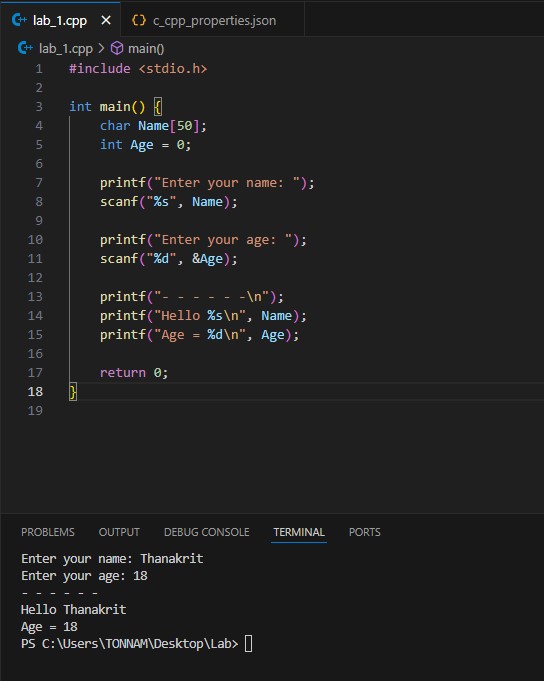 lab_1.cpp c_cpp_properties.json
lab_1.cpp > main()
1 #include <stdio.h>
2
3 int main() {
4     char Name[50];
5     int Age = 0;
6
7     printf("Enter your name: ");
8     scanf("%s", Name);
9
10     printf("Enter your age: ");
11     scanf("%d", &Age);
12
13     printf("- - - - - -\n");
14     printf("Hello %s\n", Name);
15     printf("Age = %d\n", Age);
16
17     return 0;
18 }
19
PROBLEMS OUTPUT DEBUG CONSOLE TERMINAL PORTS
Enter your name: Thanakrit
Enter your age: 18
- - - - - -
Hello Thanakrit
Age = 18
PS C:\Users\TONNAM\Desktop\Lab>